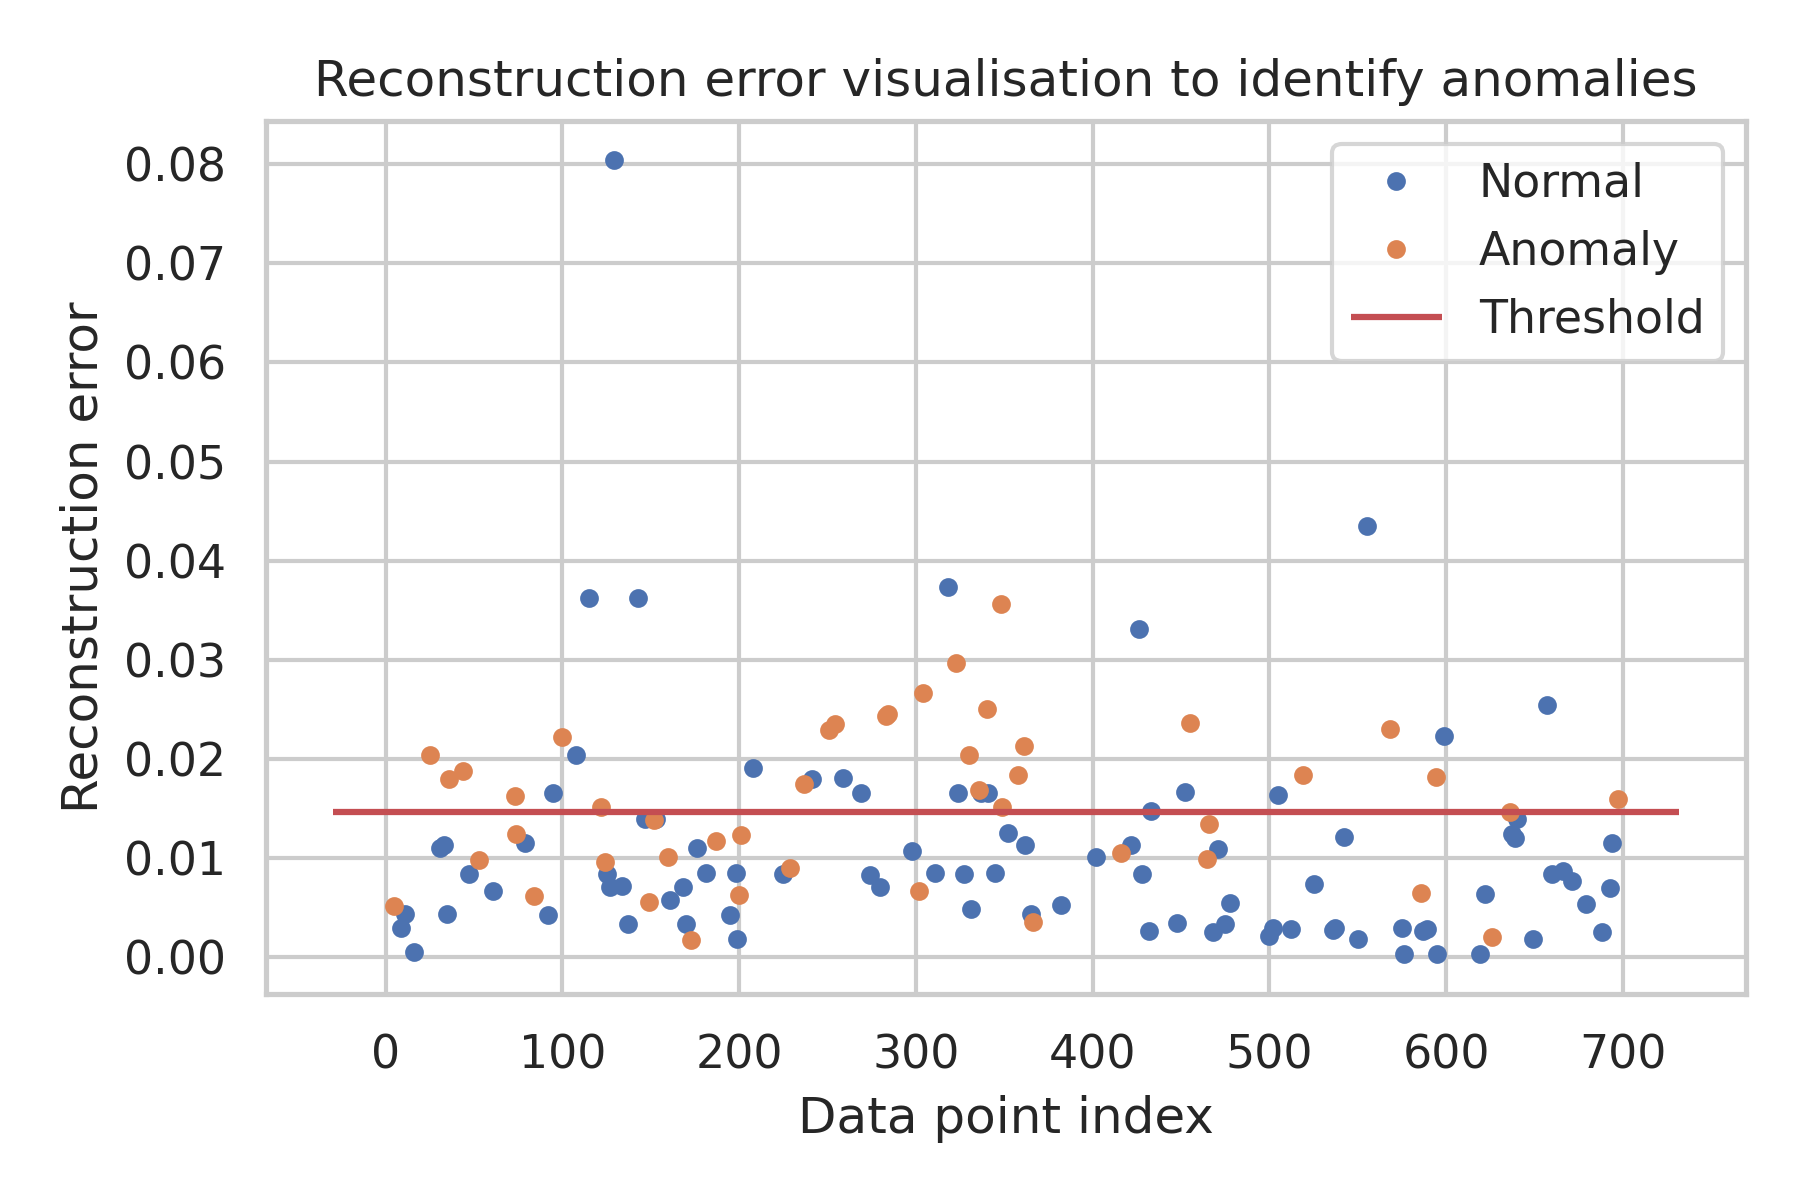 Reconstruction error visualisation to identify anomalies
Normal
Anomaly
Threshold
Reconstruction error
0.08
0.07
0.06
0.05
0.04
0.03
0.02
0.01
0.00
0 100 200 300 400 500 600 700
Data point index